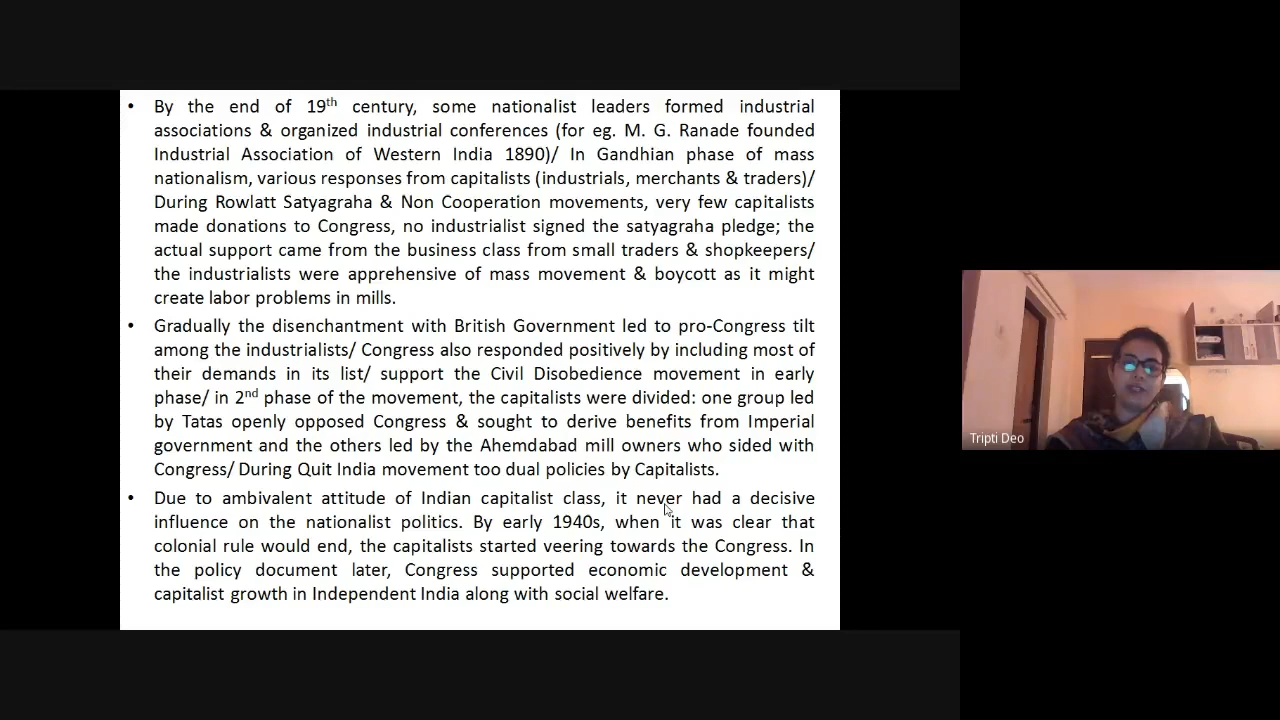 • By the end of 19th century, some nationalist leaders formed industrial
associations & organized industrial conferences (for eg. M. G. Ranade founded
Industrial Association of Western India 1890)/ In Gandhian phase of mass
nationalism, various responses from capitalists (industrials, merchants & traders)/
During Rowlatt Satyagraha & Non Cooperation movements, very few capitalists
made donations to Congress, no industrialist signed the satyagraha pledge; the
actual support came from the business class from small traders & shopkeepers/
the industrialists were apprehensive of mass movement & boycott as it might
create labor problems in mills.
• Gradually the disenchantment with British Government led to pro-Congress tilt
among the industrialists/ Congress also responded positively by including most of
their demands in its list/ support the Civil Disobedience movement in early
phase/ in 2nd phase of the movement, the capitalists were divided: one group led
by Tatas openly opposed Congress & sought to derive benefits from Imperial
government and the others led by the Ahemdabad mill owners who sided with
Congress/ During Quit India movement too dual policies by Capitalists.
• Due to ambivalent attitude of Indian capitalist class, it never had a decisive
influence on the nationalist politics. By early 1940s, when it was clear that
colonial rule would end, the capitalists started veering towards the Congress. In
the policy document later, Congress supported economic development &
capitalist growth in Independent India along with social welfare.
Tripti Deo